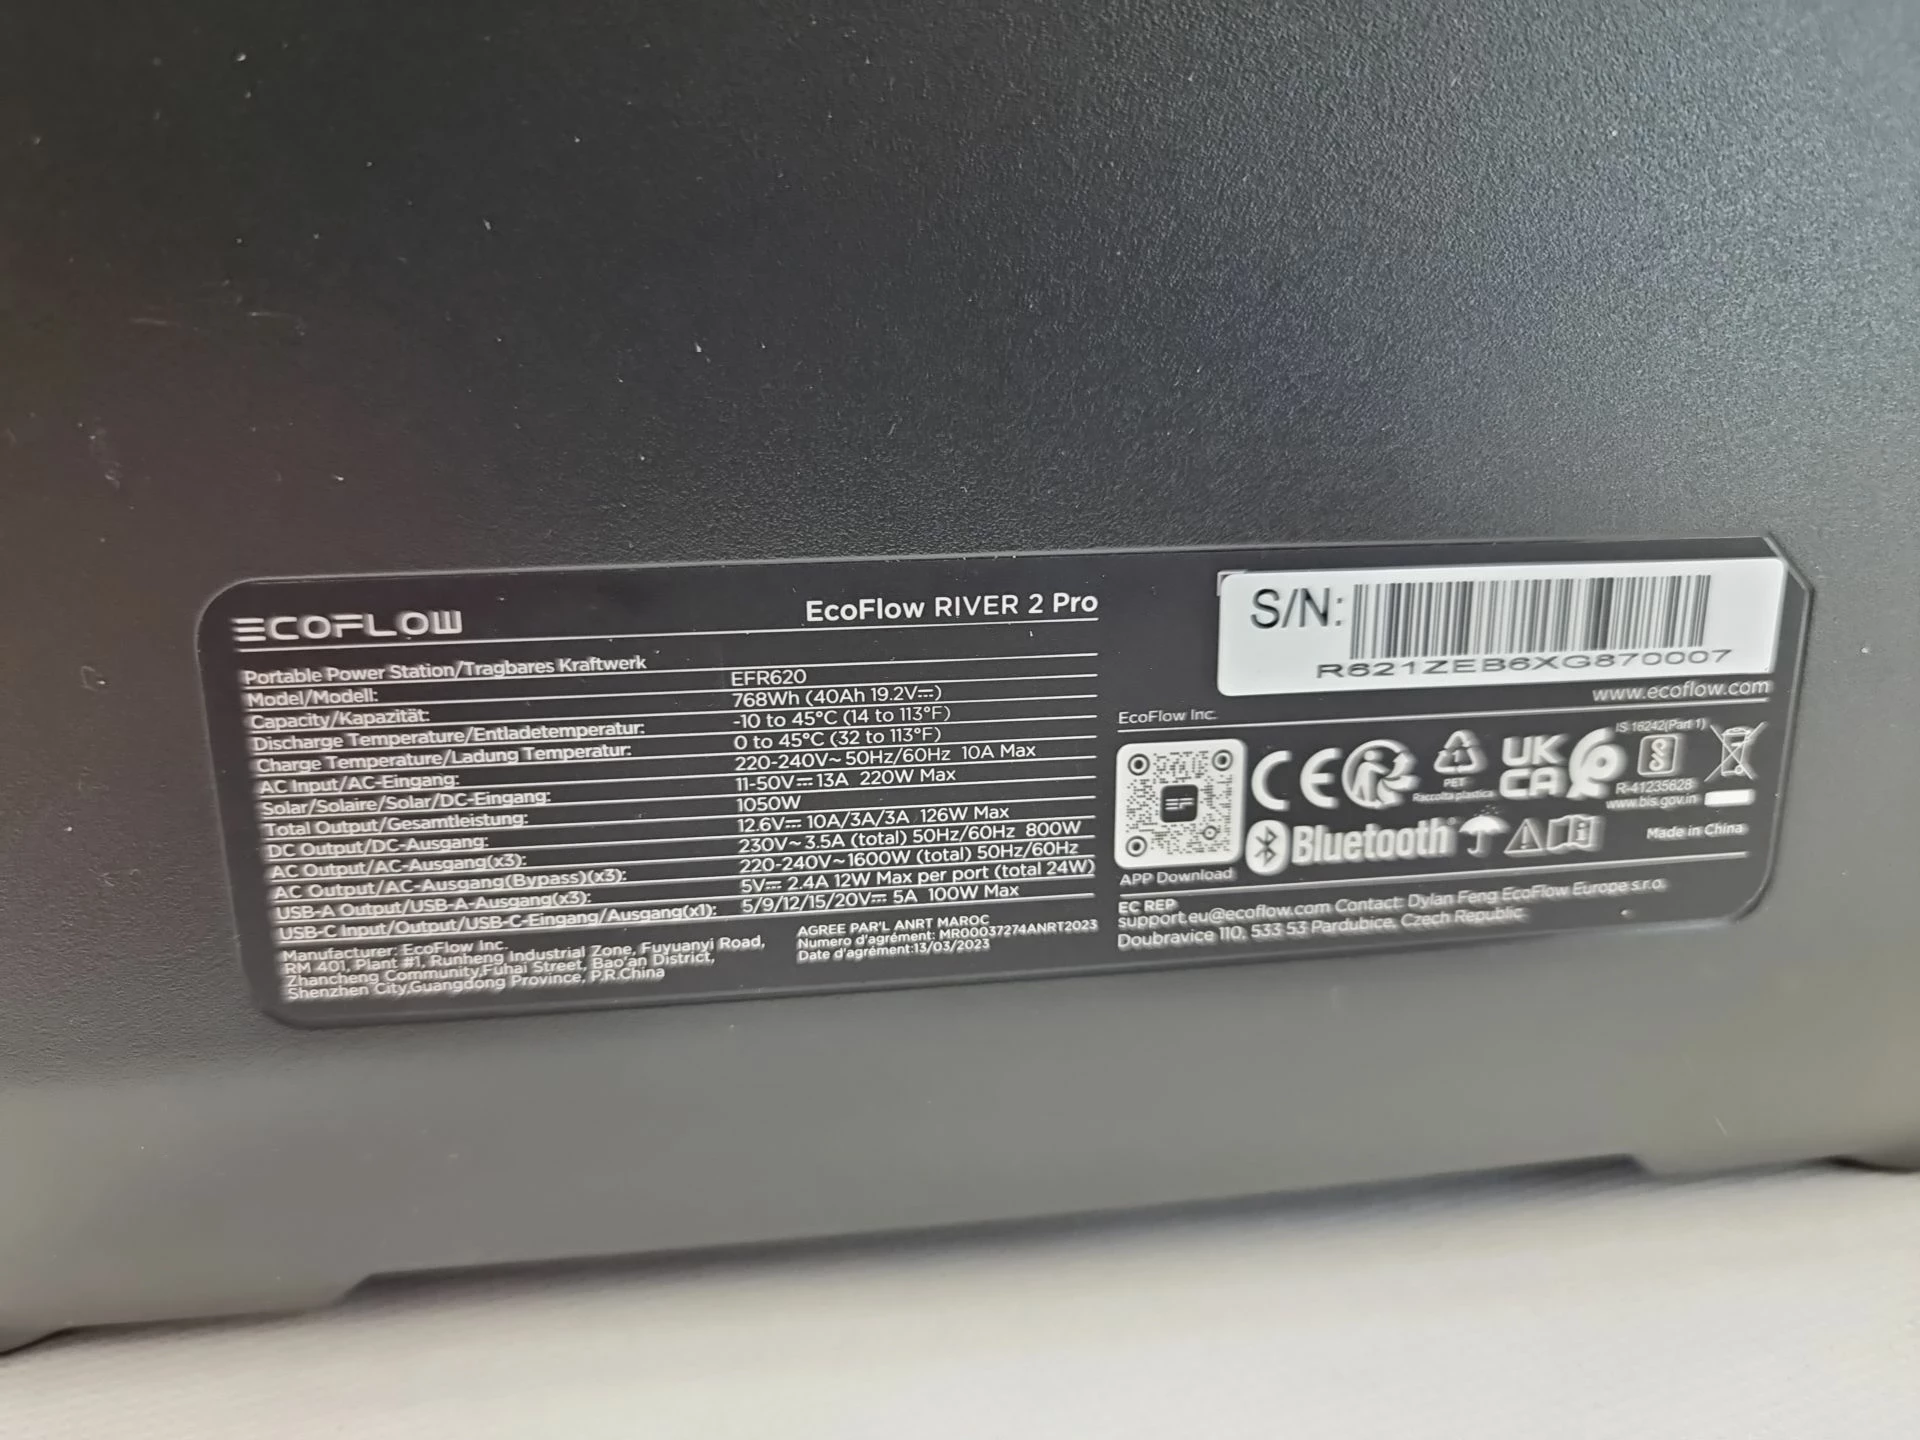 ECOFLOW
EcoFlow RIVER 2 Pro
Portable Power Station/Tragbares Kraftwerk
Model/Modell: EFR620
Capacity/Kapazität: 768Wh (40Ah 19.2V⎓)
Discharge Temperature/Entladetemperatur: -10 to 45°C (14 to 113°F)
Charge Temperature/Ladung Temperatur: 0 to 45°C (32 to 113°F)
AC Input/AC-Eingang: 220-240V~ 50Hz/60Hz 10A Max
Solar/Solaire/Solar/DC-Eingang: 11-50V⎓ 13A 220W Max
Total Output/Gesamtleistung: 1050W
DC Output/DC-Ausgang: 12.6V⎓ 10A/3A/3A 126W Max
AC Output/AC-Ausgang(x3): 230V~ 3.5A (total) 50Hz/60Hz 800W
AC Output/AC-Ausgang(Bypass)(x3): 220-240V~ 1600W (total) 50Hz/60Hz
USB-A Output/USB-A-Ausgang(x3): 5V⎓ 2.4A 12W Max per port (total 24W)
USB-C Input/Output/USB-C-Eingang/Ausgang(x1): 5/9/12/15/20V⎓ 5A 100W Max
Manufacturer: EcoFlow Inc.
RM 401, Plant #1, Runheng Industrial Zone, Fuyuanyi Road,
Zhancheng Community,Fuhai Street, Bao'an District,
Shenzhen City,Guangdong Province, P.R.China
AGREE PAR'L ANRT MAROC
Numero d'agrément: MR00037274ANRT2023
Date d'agrément:13/03/2023
S/N:
R621ZEB6XG870007
www.ecoflow.com
EcoFlow Inc.
EF
APP Download
CE
PET
Raccolta plastica
UK
CA
IS 16242(Part 1)
R-41235628
www.bis.gov.in
Bluetooth®
Made in China
EC REP
support.eu@ecoflow.com Contact: Dylan Feng EcoFlow Europe s.r.o.
Doubravice 110, 533 53 Pardubice, Czech Republic